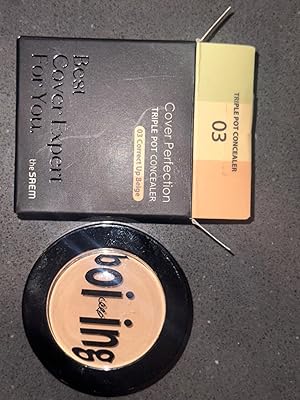 Best
Cover Expert
For You.
the SAEM
Cover Perfection
TRIPLE POT CONCEALER
03 Correct Up Beige
TRIPLE POT CONCEALER
03
boi
ing